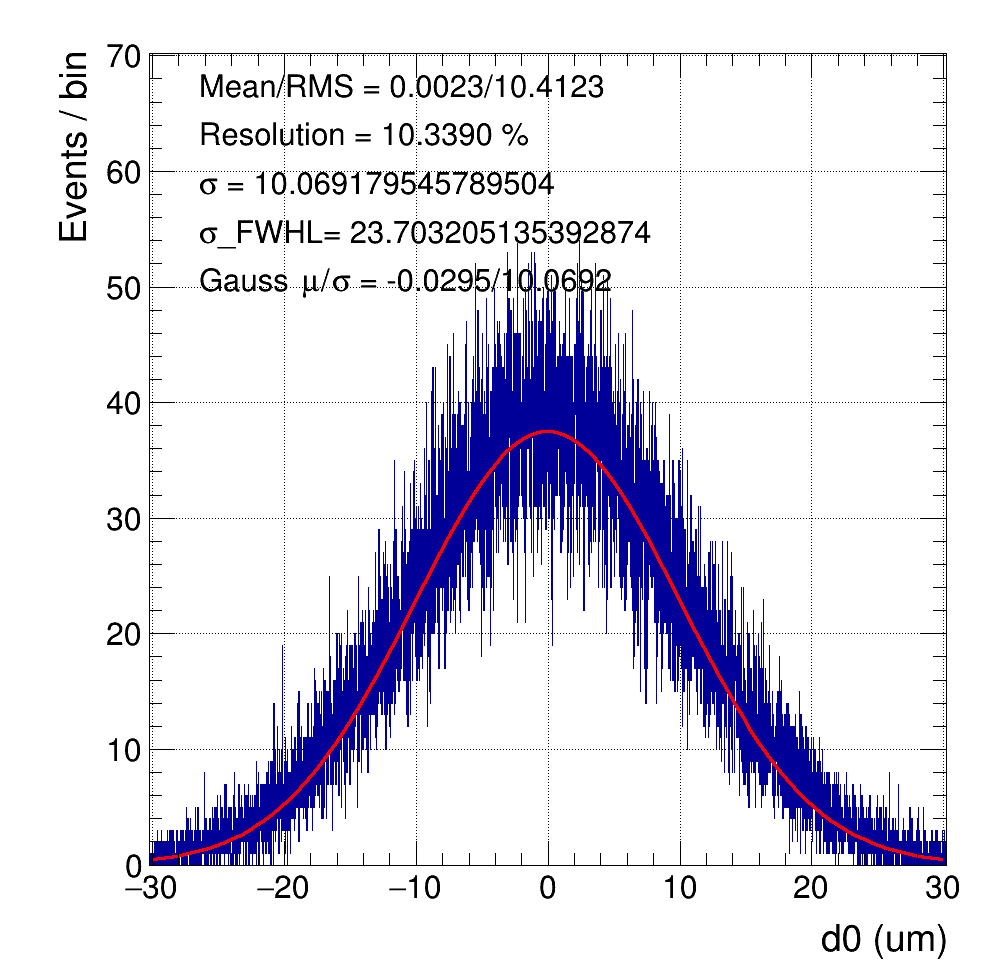 Events / bin
70
60
50
40
30
20
10
0
Mean/RMS = 0.0023/10.4123
Resolution = 10.3390 %
σ = 10.069179545789504
σ_FWHL= 23.703205135392874
Gauss μ/σ = -0.0295/10.0692
−30 −20 −10 0 10 20 30
d0 (um)